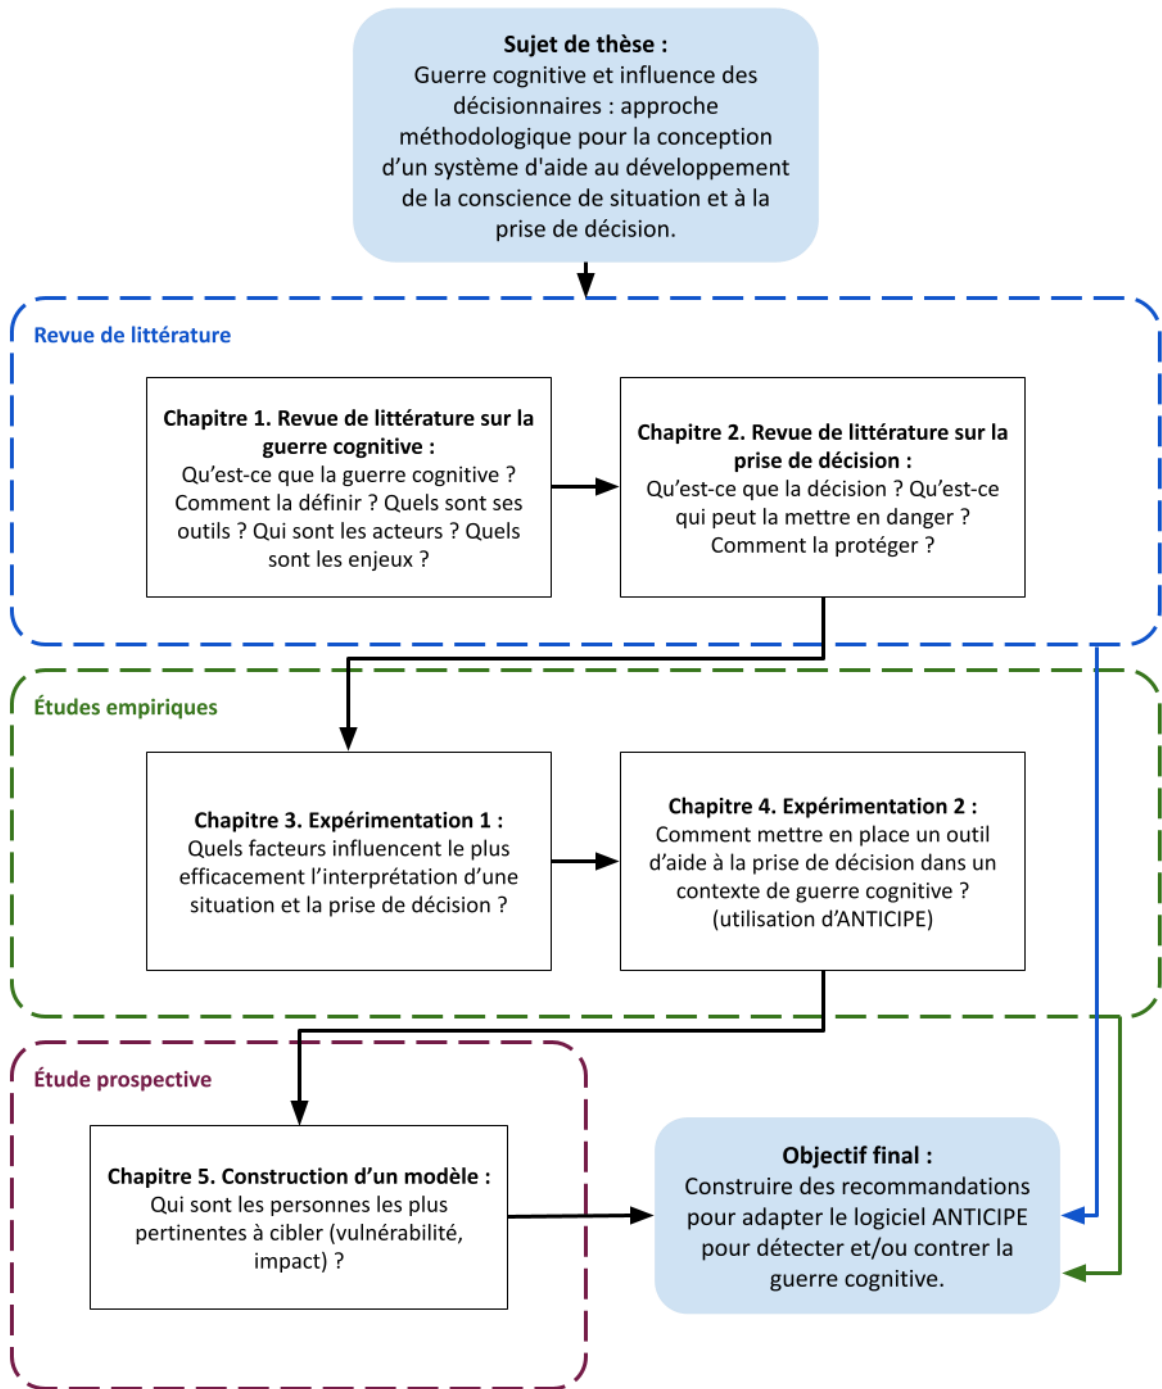 Sujet de thèse :
Guerre cognitive et influence des
décisionnaires : approche
méthodologique pour la conception
d’un système d'aide au développement
de la conscience de situation et à la
prise de décision.
Revue de littérature
Chapitre 1. Revue de littérature sur la
guerre cognitive :
Qu’est-ce que la guerre cognitive ?
Comment la définir ? Quels sont ses
outils ? Qui sont les acteurs ? Quels
sont les enjeux ?
Chapitre 2. Revue de littérature sur la
prise de décision :
Qu’est-ce que la décision ? Qu’est-ce
qui peut la mettre en danger ?
Comment la protéger ?
Études empiriques
Chapitre 3. Expérimentation 1 :
Quels facteurs influencent le plus
efficacement l’interprétation d’une
situation et la prise de décision ?
Chapitre 4. Expérimentation 2 :
Comment mettre en place un outil
d’aide à la prise de décision dans un
contexte de guerre cognitive ?
(utilisation d’ANTICIPE)
Étude prospective
Chapitre 5. Construction d’un modèle :
Qui sont les personnes les plus
pertinentes à cibler (vulnérabilité,
impact) ?
Objectif final :
Construire des recommandations
pour adapter le logiciel ANTICIPE
pour détecter et/ou contrer la
guerre cognitive.